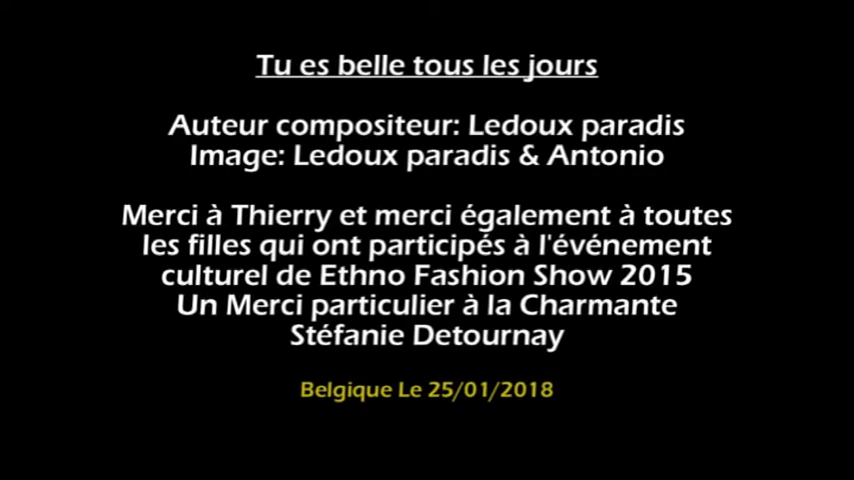 Tu es belle tous les jours
Auteur compositeur: Ledoux paradis
Image: Ledoux paradis & Antonio
Merci à Thierry et merci également à toutes
les filles qui ont participés à l'événement
culturel de Ethno Fashion Show 2015
Un Merci particulier à la Charmante
Stéfanie Detournay
Belgique Le 25/01/2018